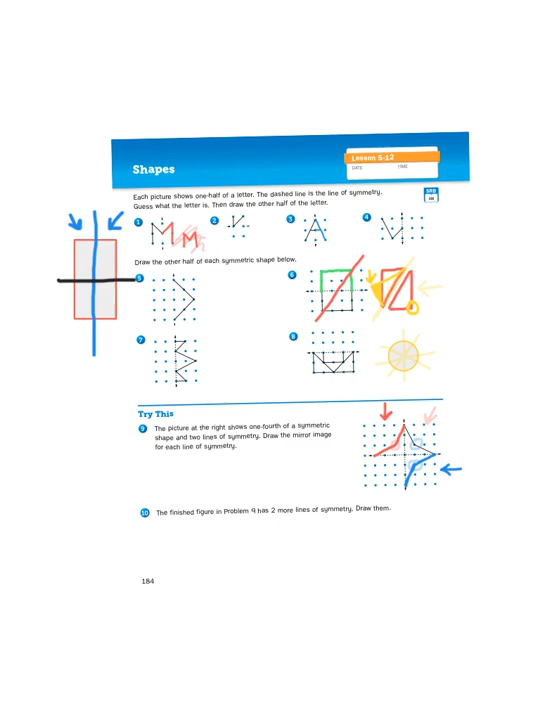 Lesson 5-12
Shapes
DATE TIME
Each picture shows one-half of a letter. The dashed line is the line of symmetry.
Guess what the letter is. Then draw the other half of the letter.
SRB
1 M M 2 3 A 4
Draw the other half of each symmetric shape below.
5 6
7 8
Try This
9 The picture at the right shows one-fourth of a symmetric
shape and two lines of symmetry. Draw the mirror image
for each line of symmetry.
10 The finished figure in Problem 9 has 2 more lines of symmetry. Draw them.
184